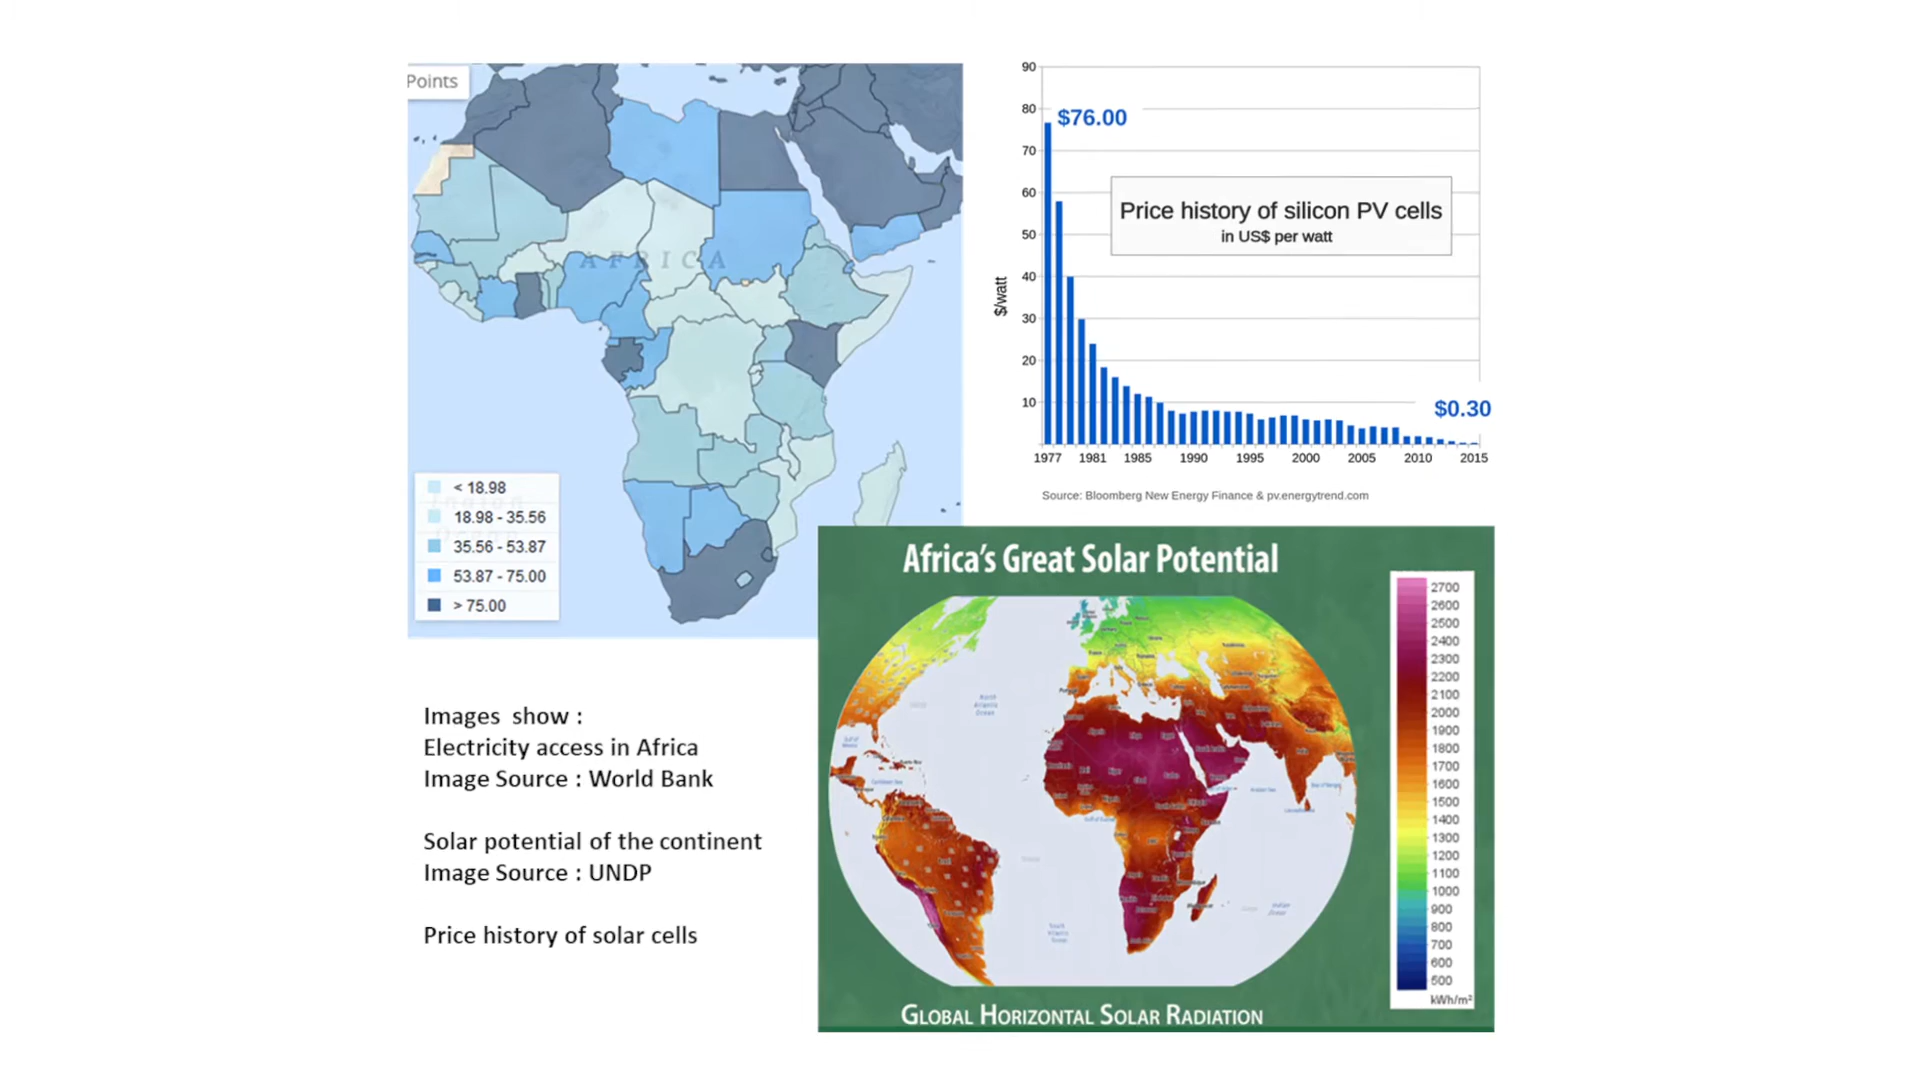 Points
AFRICA
< 18.98
18.98 - 35.56
35.56 - 53.87
53.87 - 75.00
> 75.00
90
80
70
60
50
40
30
20
10
$/watt
$76.00
Price history of silicon PV cells
in US$ per watt
$0.30
1977 1981 1985 1990 1995 2000 2005 2010 2015
Source: Bloomberg New Energy Finance & pv.energytrend.com
Images show :
Electricity access in Africa
Image Source : World Bank
Solar potential of the continent
Image Source : UNDP
Price history of solar cells
Africa's Great Solar Potential
North
Atlantic
Ocean
South
Atlantic
Ocean
2700
2600
2500
2400
2300
2200
2100
2000
1900
1800
1700
1600
1500
1400
1300
1200
1100
1000
900
800
700
600
500
kWh/m²
GLOBAL HORIZONTAL SOLAR RADIATION